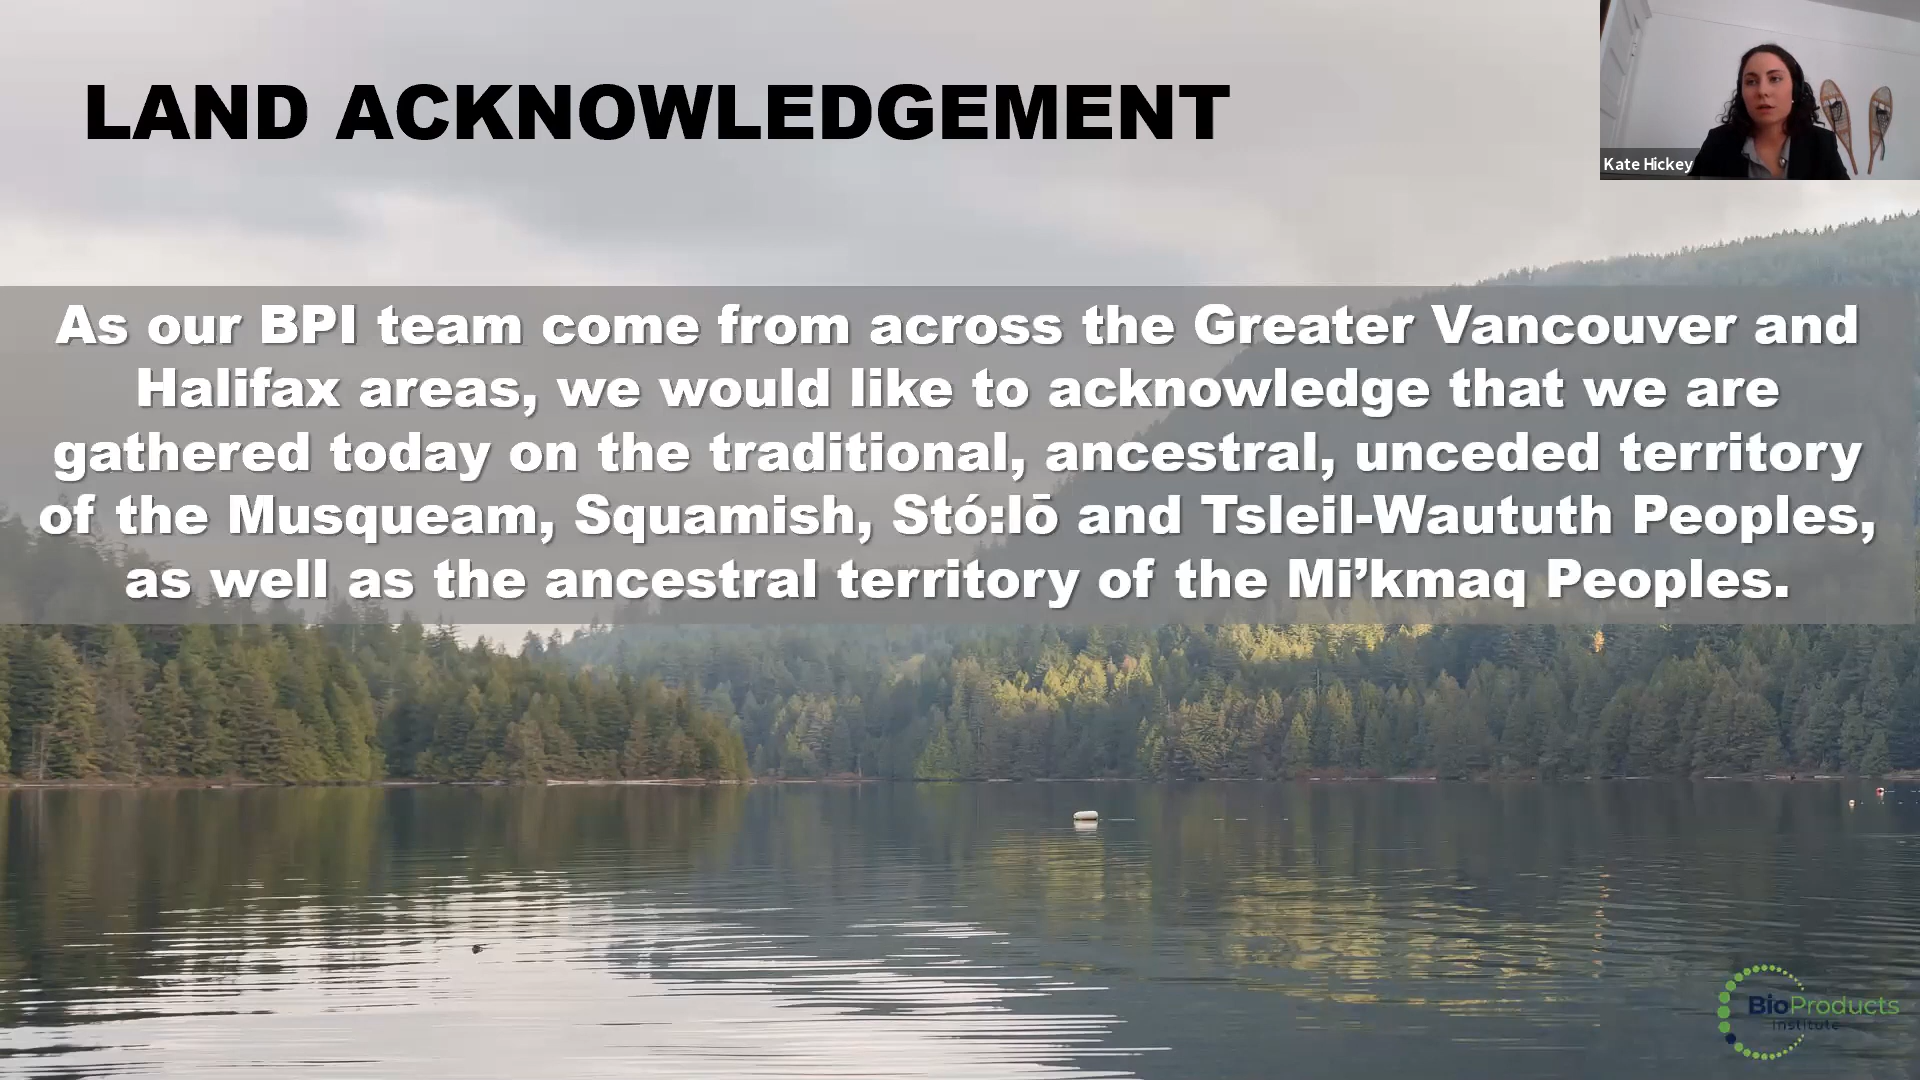 LAND ACKNOWLEDGEMENT
Kate Hickey
As our BPI team come from across the Greater Vancouver and
Halifax areas, we would like to acknowledge that we are
gathered today on the traditional, ancestral, unceded territory
of the Musqueam, Squamish, Stó:lō and Tsleil-Waututh Peoples,
as well as the ancestral territory of the Mi’kmaq Peoples.
BioProducts
Institute